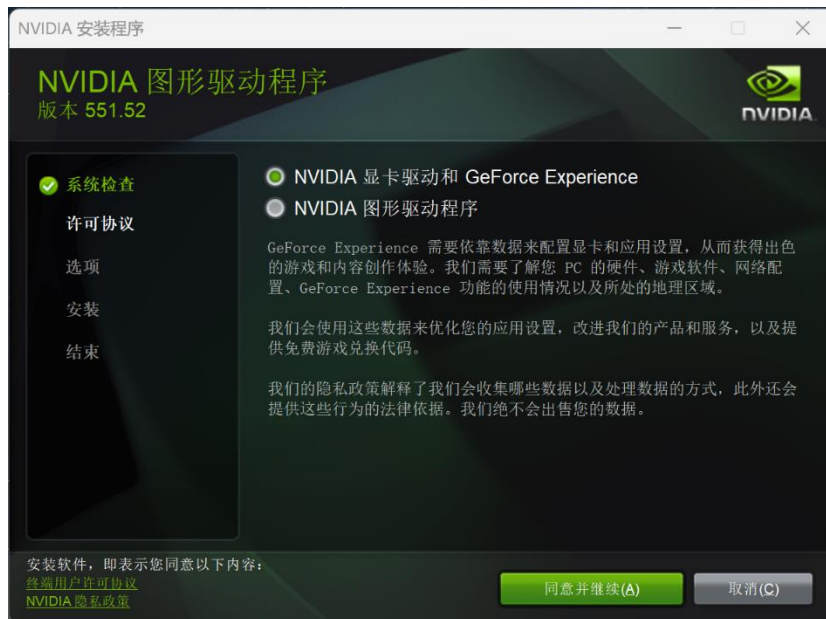 NVIDIA 安装程序
NVIDIA 图形驱动程序
版本 551.52
NVIDIA.
系统检查
许可协议
选项
安装
结束
NVIDIA 显卡驱动和 GeForce Experience
NVIDIA 图形驱动程序
GeForce Experience 需要依靠数据来配置显卡和应用设置，从而获得出色
的游戏和内容创作体验。我们需要了解您 PC 的硬件、游戏软件、网络配
置、GeForce Experience 功能的使用情况以及所处的地理区域。
我们会使用这些数据来优化您的应用设置，改进我们的产品和服务，以及提
供免费游戏兑换代码。
我们的隐私政策解释了我们会收集哪些数据以及处理数据的方式，此外还会
提供这些行为的法律依据。我们绝不会出售您的数据。
安装软件，即表示您同意以下内容：
终端用户许可协议
NVIDIA 隐私政策
同意并继续(A)
取消(C)